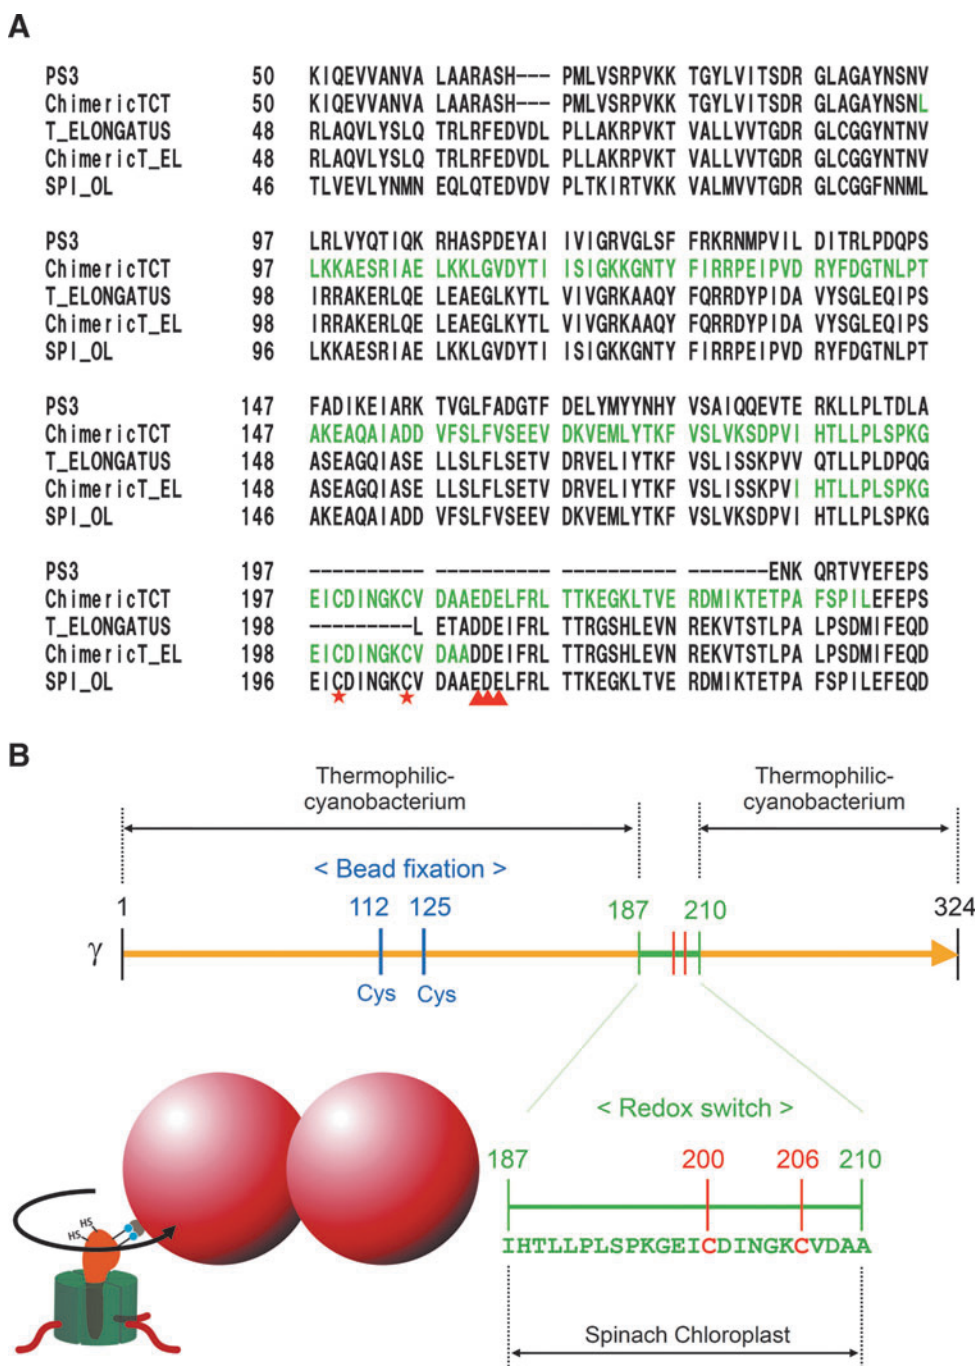 A
PS3 50 KIQEVVANVA LAARASH--- PMLVSRPVKK TGYLVITSDR GLAGAYNSNV
ChimericTCT 50 KIQEVVANVA LAARASH--- PMLVSRPVKK TGYLVITSDR GLAGAYNSNL
T_ELONGATUS 48 RLAQVLYSLQ TRLRFEDVDL PLLAKRPVKT VALLVVTGDR GLCGGYNTNV
ChimericT_EL 48 RLAQVLYSLQ TRLRFEDVDL PLLAKRPVKT VALLVVTGDR GLCGGYNTNV
SPI_OL 46 TLVEVLYNMN EQLQTEDVDV PLTKIRTVKK VALMVVTGDR GLCGGFNNML
PS3 97 LRLVYQTIQK RHASPDEYAI IVIGRVGLSF FRKRNMPVIL DITRLPDQPS
ChimericTCT 97 LKKAESRIAE LKKLGVDYTI ISIGKKGNTY FIRRPEIPVD RYFDGTNLPT
T_ELONGATUS 98 IRRAKERLQE LEAEGLKYTL VIVGRKAAQY FQRRDYPIDA VYSGLEQIPS
ChimericT_EL 98 IRRAKERLQE LEAEGLKYTL VIVGRKAAQY FQRRDYPIDA VYSGLEQIPS
SPI_OL 96 LKKAESRIAE LKKLGVDYTI ISIGKKGNTY FIRRPEIPVD RYFDGTNLPT
PS3 147 FADIKEIARK TVGLFADGTF DELYMYYNHY VSAIQQEVTE RKLLPLTDLA
ChimericTCT 147 AKEAQAIADD VFSLFVSEEV DKVEMLYTKF VSLVKSDPVI HTLLPLSPKG
T_ELONGATUS 148 ASEAGQIASE LLSLFLSETV DRVELIYTKF VSLISSKPVV QTLLPLDPQG
ChimericT_EL 148 ASEAGQIASE LLSLFLSETV DRVELIYTKF VSLISSKPVI HTLLPLSPKG
SPI_OL 146 AKEAQAIADD VFSLFVSEEV DKVEMLYTKF VSLVKSDPVI HTLLPLSPKG
PS3 197 ---------- ---------- ---------- -------ENK QRTVYEFEPS
ChimericTCT 197 EICDINGKCV DAAEDELFRL TTKEGKLTVE RDMIKTETPA FSPILEFEPS
T_ELONGATUS 198 ---------L ETADDEIFRL TTRGSHLEVN REKVTSTLPA LPSDMIFEQD
ChimericT_EL 198 EICDINGKCV DAADDEIFRL TTRGSHLEVN REKVTSTLPA LPSDMIFEQD
SPI_OL 196 EICDINGKCV DAAEDELFRL TTKEGKLTVE RDMIKTETPA FSPILEFEQD
B
Thermophilic-
cyanobacterium
Thermophilic-
cyanobacterium
< Bead fixation >
1 112 125 187 210 324
γ
Cys Cys
< Redox switch >
187 200 206 210
HS
HS
IHTLLPLSPKGEICDINGKCVDAA
Spinach Chloroplast